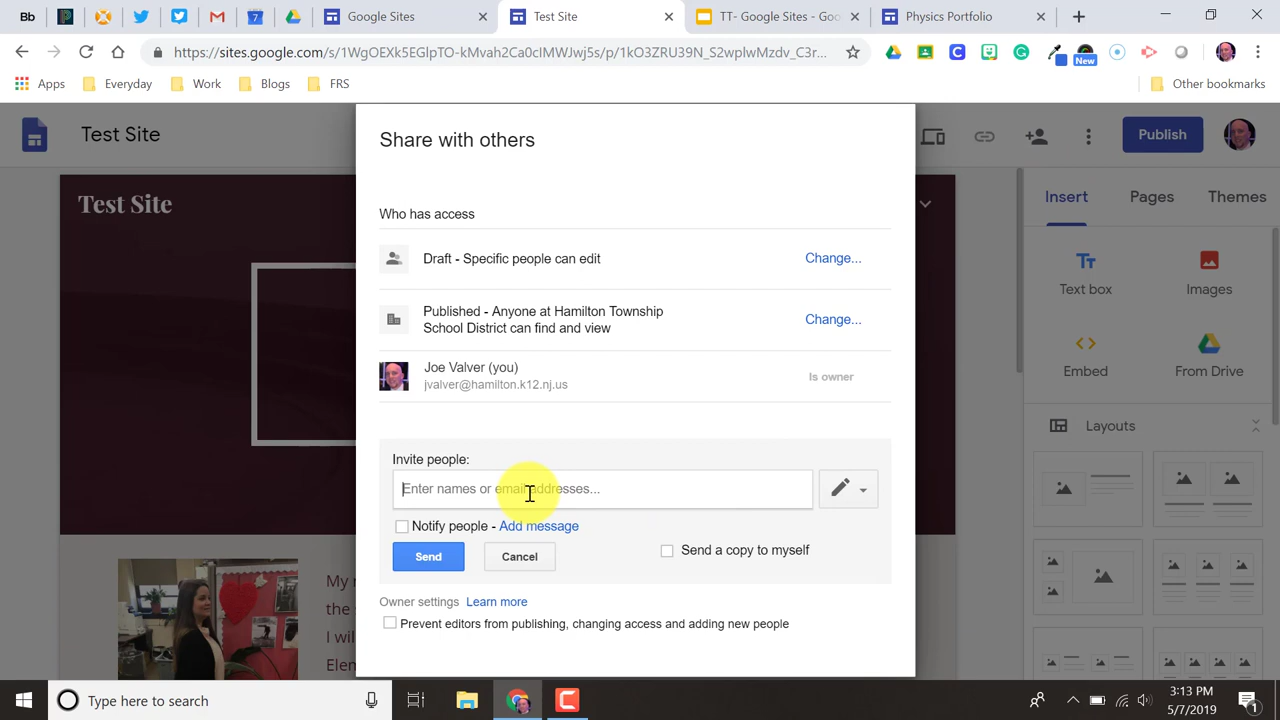 Bb
7
Google Sites
Test Site
TT- Google Sites - Goo
Physics Portfolio
https://sites.google.com/s/1WgOEXk5EGlpTO-kMvah2Ca0cIMWJwj5s/p/1kO3ZRU39N_S2wpIwMzdv_C3r...
New
Apps
Everyday
Work
Blogs
FRS
Other bookmarks
Test Site
Publish
Test Site
Share with others
Who has access
Draft - Specific people can edit
Change...
Published - Anyone at Hamilton Township
School District can find and view
Change...
Joe Valver (you)
jvalver@hamilton.k12.nj.us
Is owner
Invite people:
Enter names or email addresses...
Notify people - Add message
Send a copy to myself
Send
Cancel
Owner settings Learn more
Prevent editors from publishing, changing access and adding new people
My
the
I wil
Elem
Insert
Pages
Themes
Text box
Images
Embed
From Drive
Layouts
Type here to search
3:13 PM
5/7/2019
1